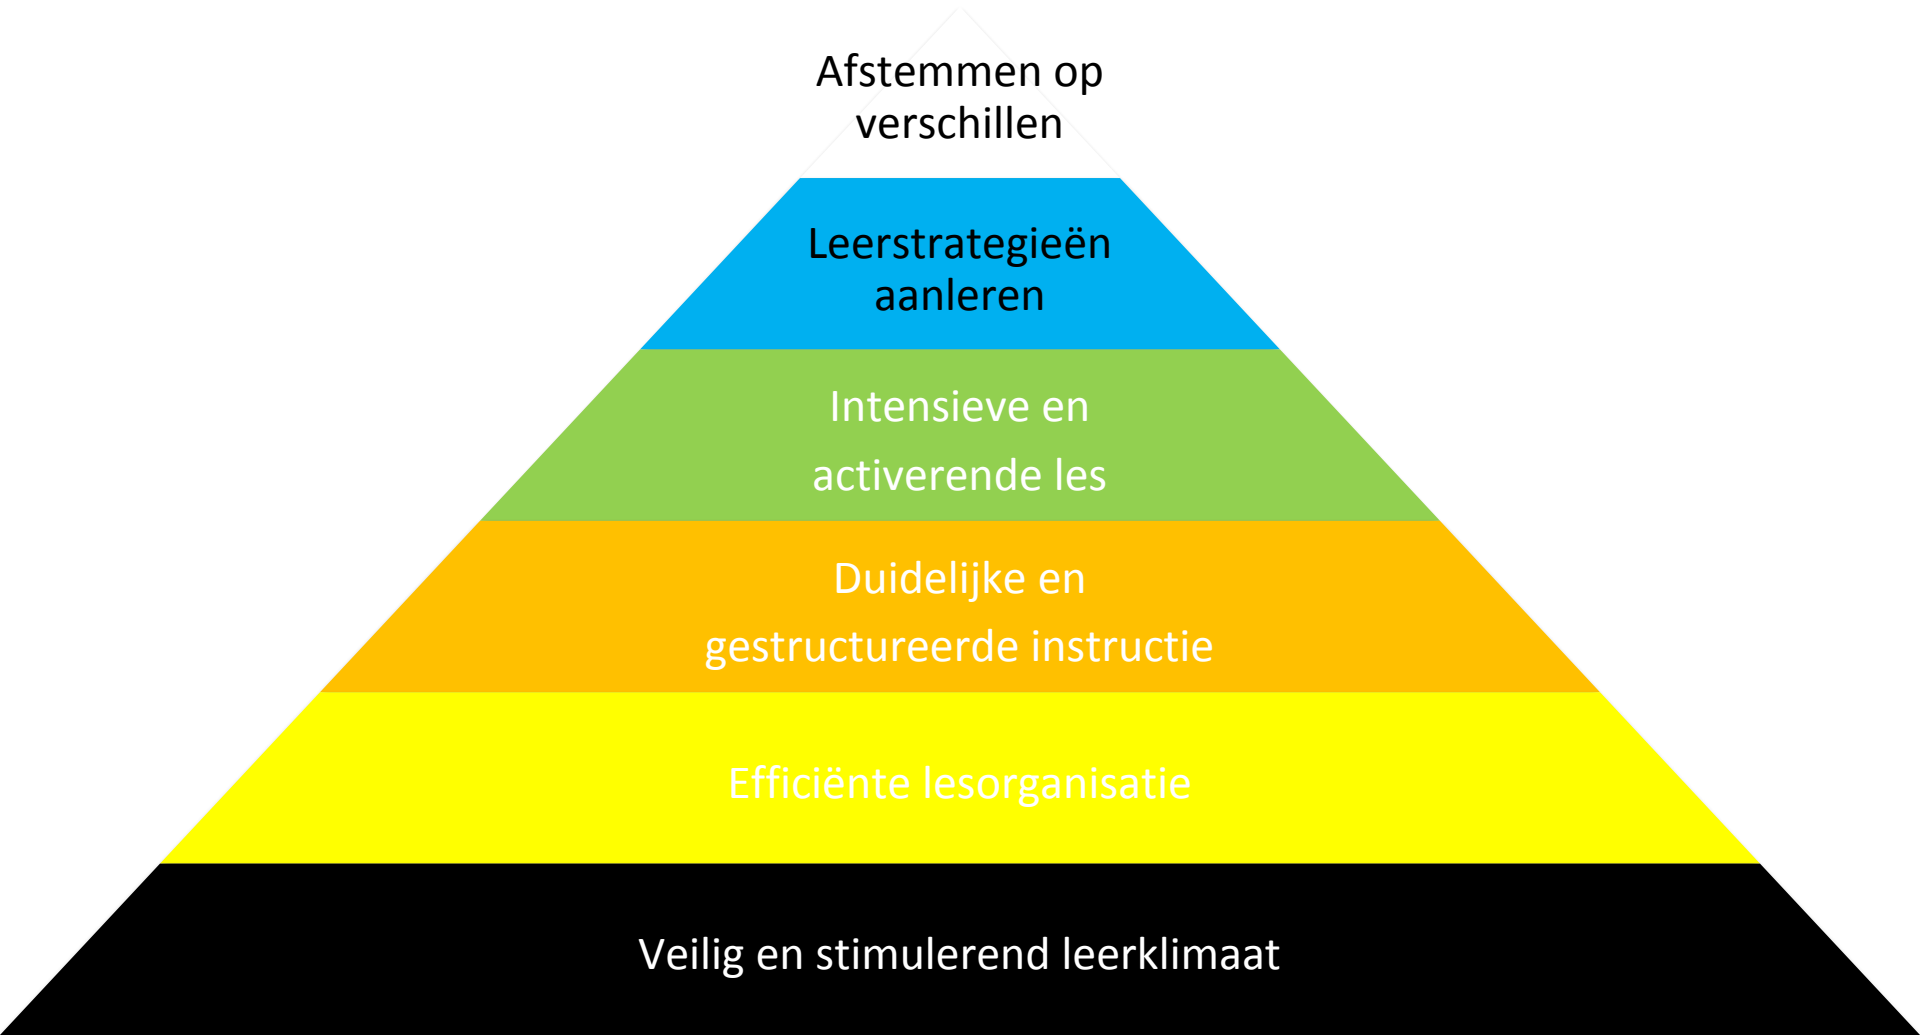 Afstemmen op
verschillen
Leerstrategieën
aanleren
Intensieve en
activerende les
Duidelijke en
gestructureerde instructie
Efficiënte lesorganisatie
Veilig en stimulerend leerklimaat